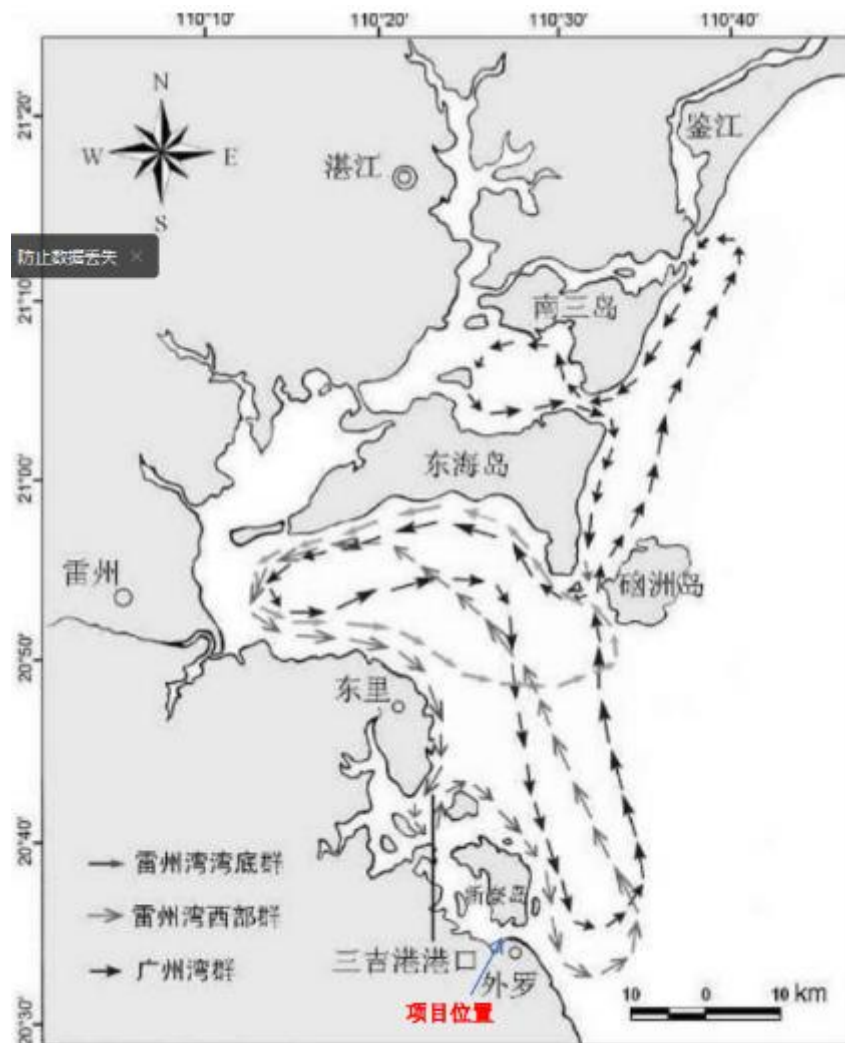 110°10' 110°20' 110°30' 110°40'
21°20'
21°10'
21°00'
20°50'
20°40'
20°30'
N
W E
S
防止数据丢失 ×
湛江
鉴江
南三岛
东海岛
雷州
硇洲岛
东里
新寮岛
雷州湾湾底群
雷州湾西部群
广州湾群
三吉港港口
外罗
项目位置
10 0 10 km